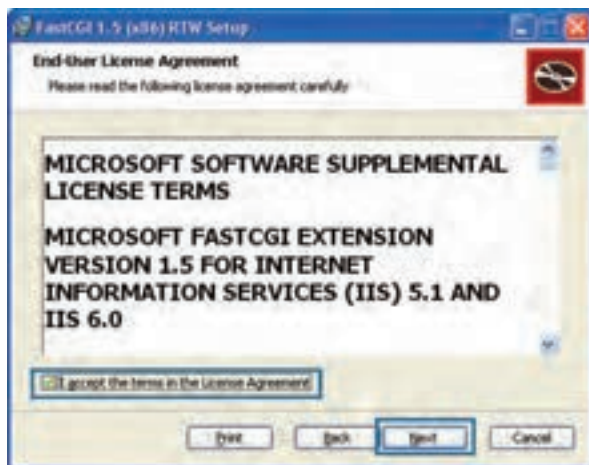 FastCGI 1.5 (x86) RTW Setup
End-User License Agreement
Please read the following license agreement carefully
MICROSOFT SOFTWARE SUPPLEMENTAL
LICENSE TERMS
MICROSOFT FASTCGI EXTENSION
VERSION 1.5 FOR INTERNET
INFORMATION SERVICES (IIS) 5.1 AND
IIS 6.0
I accept the terms in the License Agreement
Print Back Next Cancel